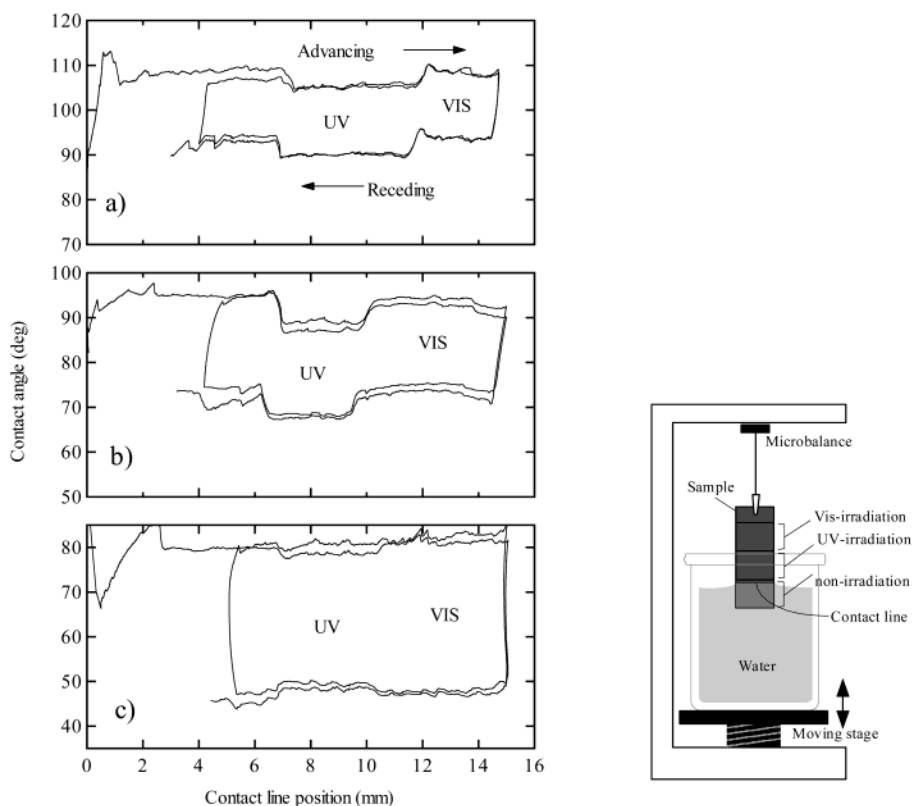 a)
120
110
100
90
80
70
Advancing
VIS
UV
Receding
Contact angle (deg)
b)
100
90
80
70
60
50
VIS
UV
c)
80
70
60
50
40
UV
VIS
0 2 4 6 8 10 12 14 16
Contact line position (mm)
Microbalance
Sample
Vis-irradiation
UV-irradiation
non-irradiation
Contact line
Water
Moving stage